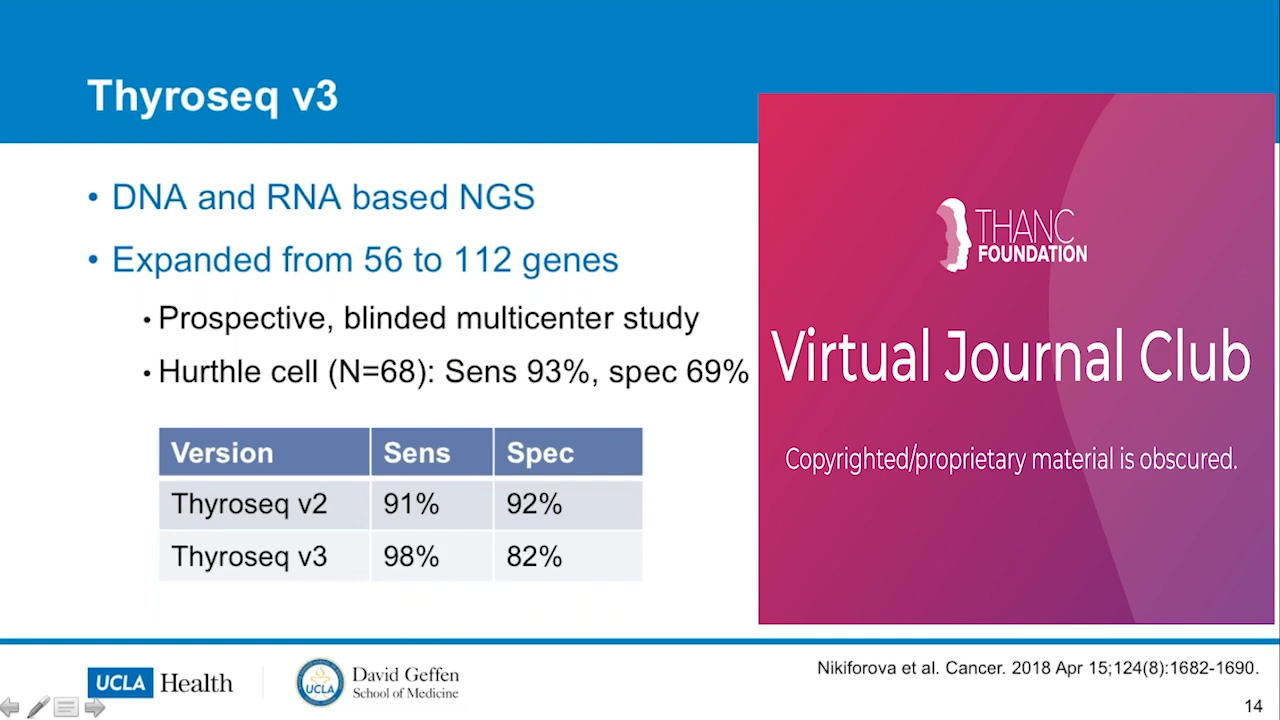 Thyroseq v3
• DNA and RNA based NGS
• Expanded from 56 to 112 genes
• Prospective, blinded multicenter study
• Hurthle cell (N=68): Sens 93%, spec 69%
Version Sens Spec
Thyroseq v2 91% 92%
Thyroseq v3 98% 82%
THANC
FOUNDATION
Virtual Journal Club
Copyrighted/proprietary material is obscured.
UCLA Health
UCLA
David Geffen
School of Medicine
Nikiforova et al. Cancer. 2018 Apr 15;124(8):1682-1690.
14